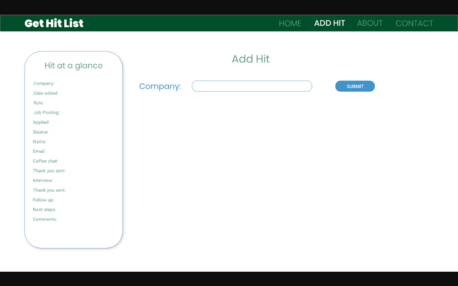 Get Hit List
HOME ADD HIT ABOUT CONTACT
Hit at a glance
Company:
Date added:
Role:
Job Posting:
Applied:
Source:
Name:
Email:
Coffee chat:
Thank you sent:
Interview:
Thank you sent:
Follow up:
Next steps:
Comments:
Add Hit
Company:
SUBMIT